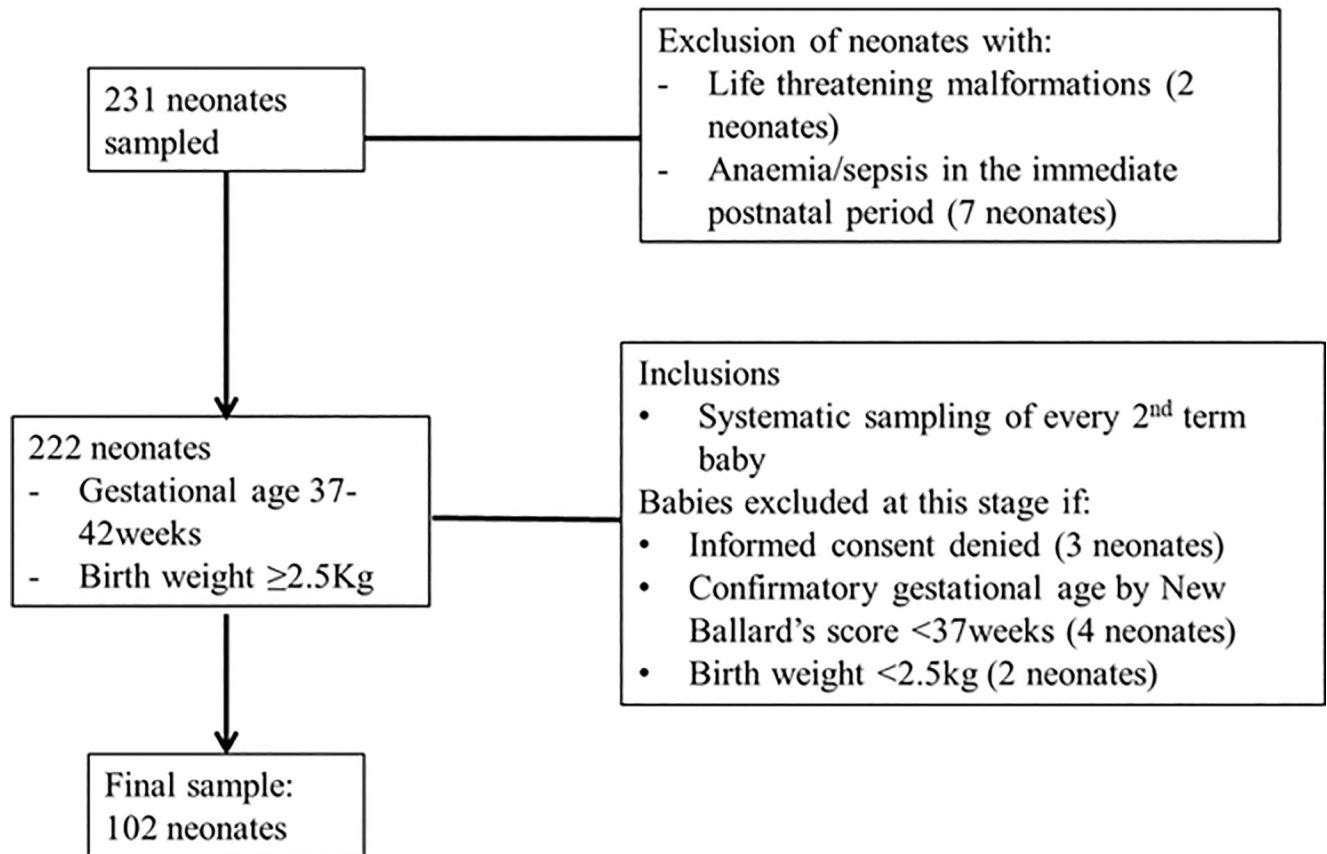 231 neonates
sampled
Exclusion of neonates with:
- Life threatening malformations (2
neonates)
- Anaemia/sepsis in the immediate
postnatal period (7 neonates)
222 neonates
- Gestational age 37-
42weeks
- Birth weight ≥2.5Kg
Inclusions
• Systematic sampling of every 2nd term
baby
Babies excluded at this stage if:
• Informed consent denied (3 neonates)
• Confirmatory gestational age by New
Ballard's score <37weeks (4 neonates)
• Birth weight <2.5kg (2 neonates)
Final sample:
102 neonates